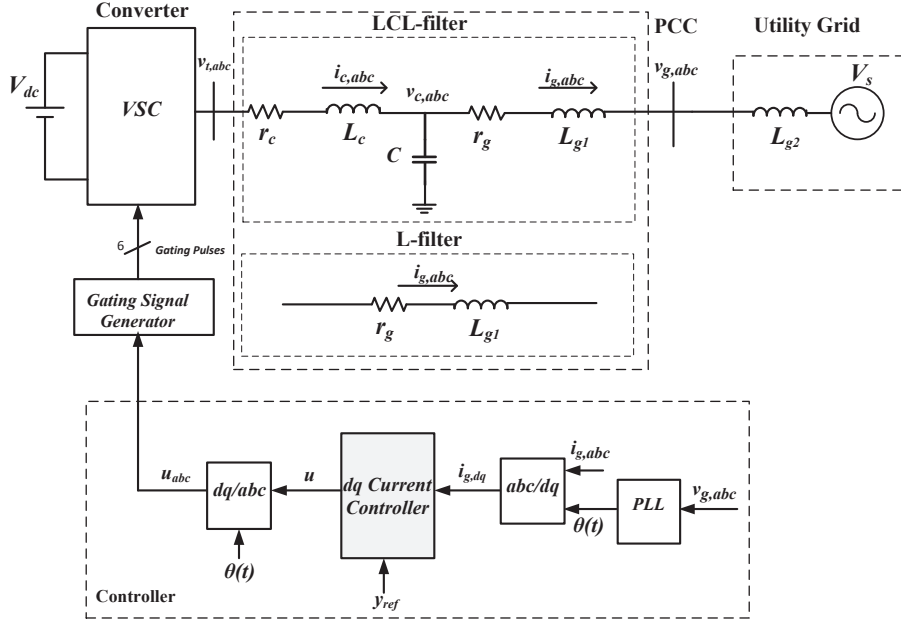 Converter
LCL-filter
PCC
Utility Grid
V_dc
VSC
v_t,abc
i_c,abc
v_c,abc
i_g,abc
v_g,abc
V_s
r_c
L_c
C
r_g
L_g1
L_g2
6
Gating Pulses
L-filter
i_g,abc
r_g
L_g1
Gating Signal
Generator
u_abc
dq/abc
θ(t)
u
dq Current
Controller
y_ref
i_g,dq
abc/dq
i_g,abc
θ(t)
PLL
v_g,abc
Controller